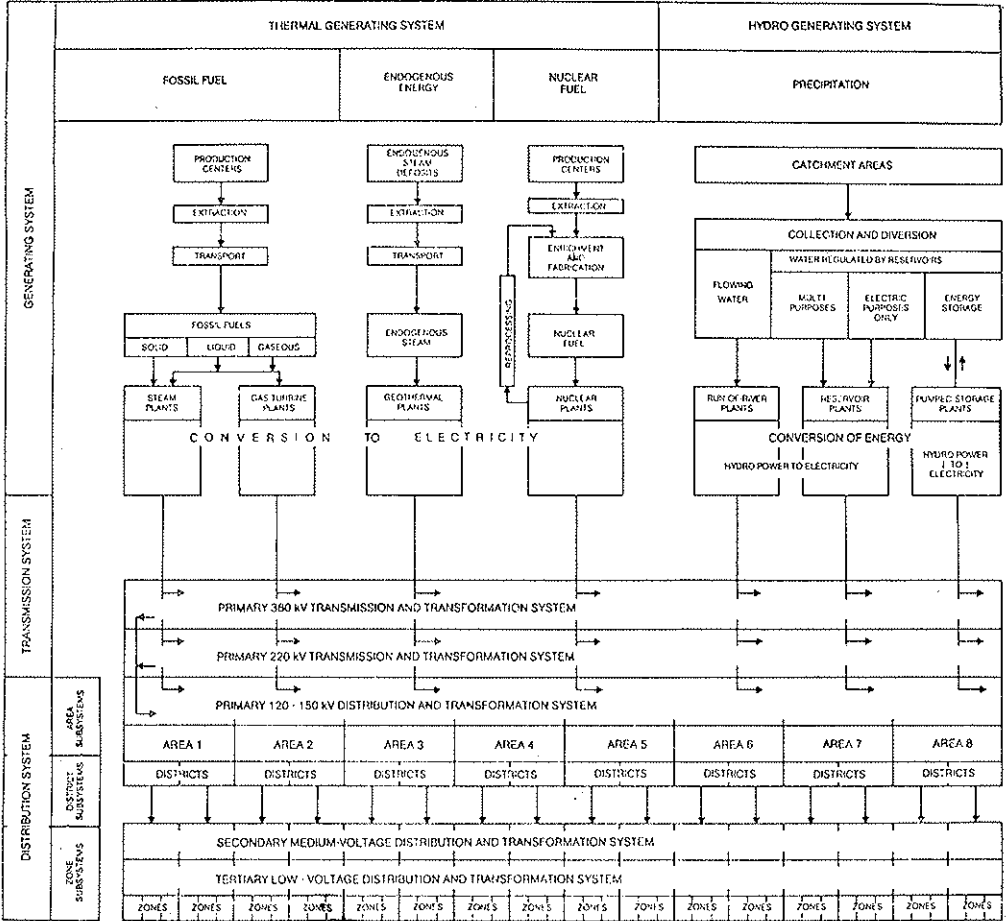 THERMAL GENERATING SYSTEM
HYDRO GENERATING SYSTEM
FOSSIL FUEL
ENDOGENOUS
ENERGY
NUCLEAR
FUEL
PRECIPITATION
GENERATING SYSTEM
PRODUCTION
CENTERS
EXTRACTION
TRANSPORT
FOSSIL FUELS
SOLID
LIQUID
GASEOUS
STEAM
PLANTS
GAS TURBINE
PLANTS
ENDOGENOUS
STEAM
DEPOSITS
EXTRACTION
TRANSPORT
ENDOGENOUS
STEAM
GEOTHERMAL
PLANTS
PRODUCTION
CENTERS
EXTRACTION
ENRICHMENT
AND
FABRICATION
REPROCESSING
NUCLEAR
FUEL
NUCLEAR
PLANTS
CONVERSION TO ELECTRICITY
CATCHMENT AREAS
COLLECTION AND DIVERSION
WATER REGULATED BY RESERVOIRS
FLOWING
WATER
MULTI
PURPOSES
ELECTRIC
PURPOSES
ONLY
ENERGY
STORAGE
RUN OF-RIVER
PLANTS
RESERVOIR
PLANTS
PUMPED STORAGE
PLANTS
CONVERSION OF ENERGY
HYDRO POWER TO ELECTRICITY
HYDRO POWER
↓ TO ↑
ELECTRICITY
TRANSMISSION SYSTEM
PRIMARY 380 kV TRANSMISSION AND TRANSFORMATION SYSTEM
PRIMARY 220 kV TRANSMISSION AND TRANSFORMATION SYSTEM
DISTRIBUTION SYSTEM
AREA
SUBSYSTEMS
PRIMARY 120 - 150 kV DISTRIBUTION AND TRANSFORMATION SYSTEM
AREA 1
AREA 2
AREA 3
AREA 4
AREA 5
AREA 6
AREA 7
AREA 8
DISTRICT
SUBSYSTEMS
DISTRICTS
DISTRICTS
DISTRICTS
DISTRICTS
DISTRICTS
DISTRICTS
DISTRICTS
DISTRICTS
ZONE
SUBSYSTEMS
SECONDARY MEDIUM-VOLTAGE DISTRIBUTION AND TRANSFORMATION SYSTEM
TERTIARY LOW - VOLTAGE DISTRIBUTION AND TRANSFORMATION SYSTEM
ZONES ZONES ZONES ZONES ZONES ZONES ZONES ZONES ZONES ZONES ZONES ZONES ZONES ZONES ZONES ZONES